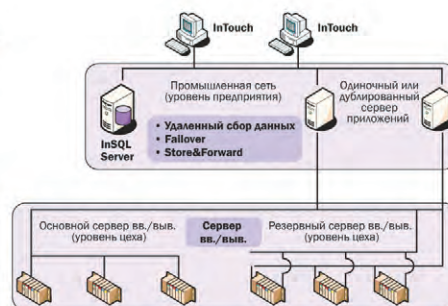 InTouch
InTouch
Промышленная сеть
(уровень предприятия)
Одиночный или
дублированный
сервер
приложений
InSQL
Server
• Удаленный сбор данных
• Failover
• Store&Forward
Основной сервер вв./выв.
(уровень цеха)
Сервер
вв./выв.
Резервный сервер вв./выв.
(уровень цеха)